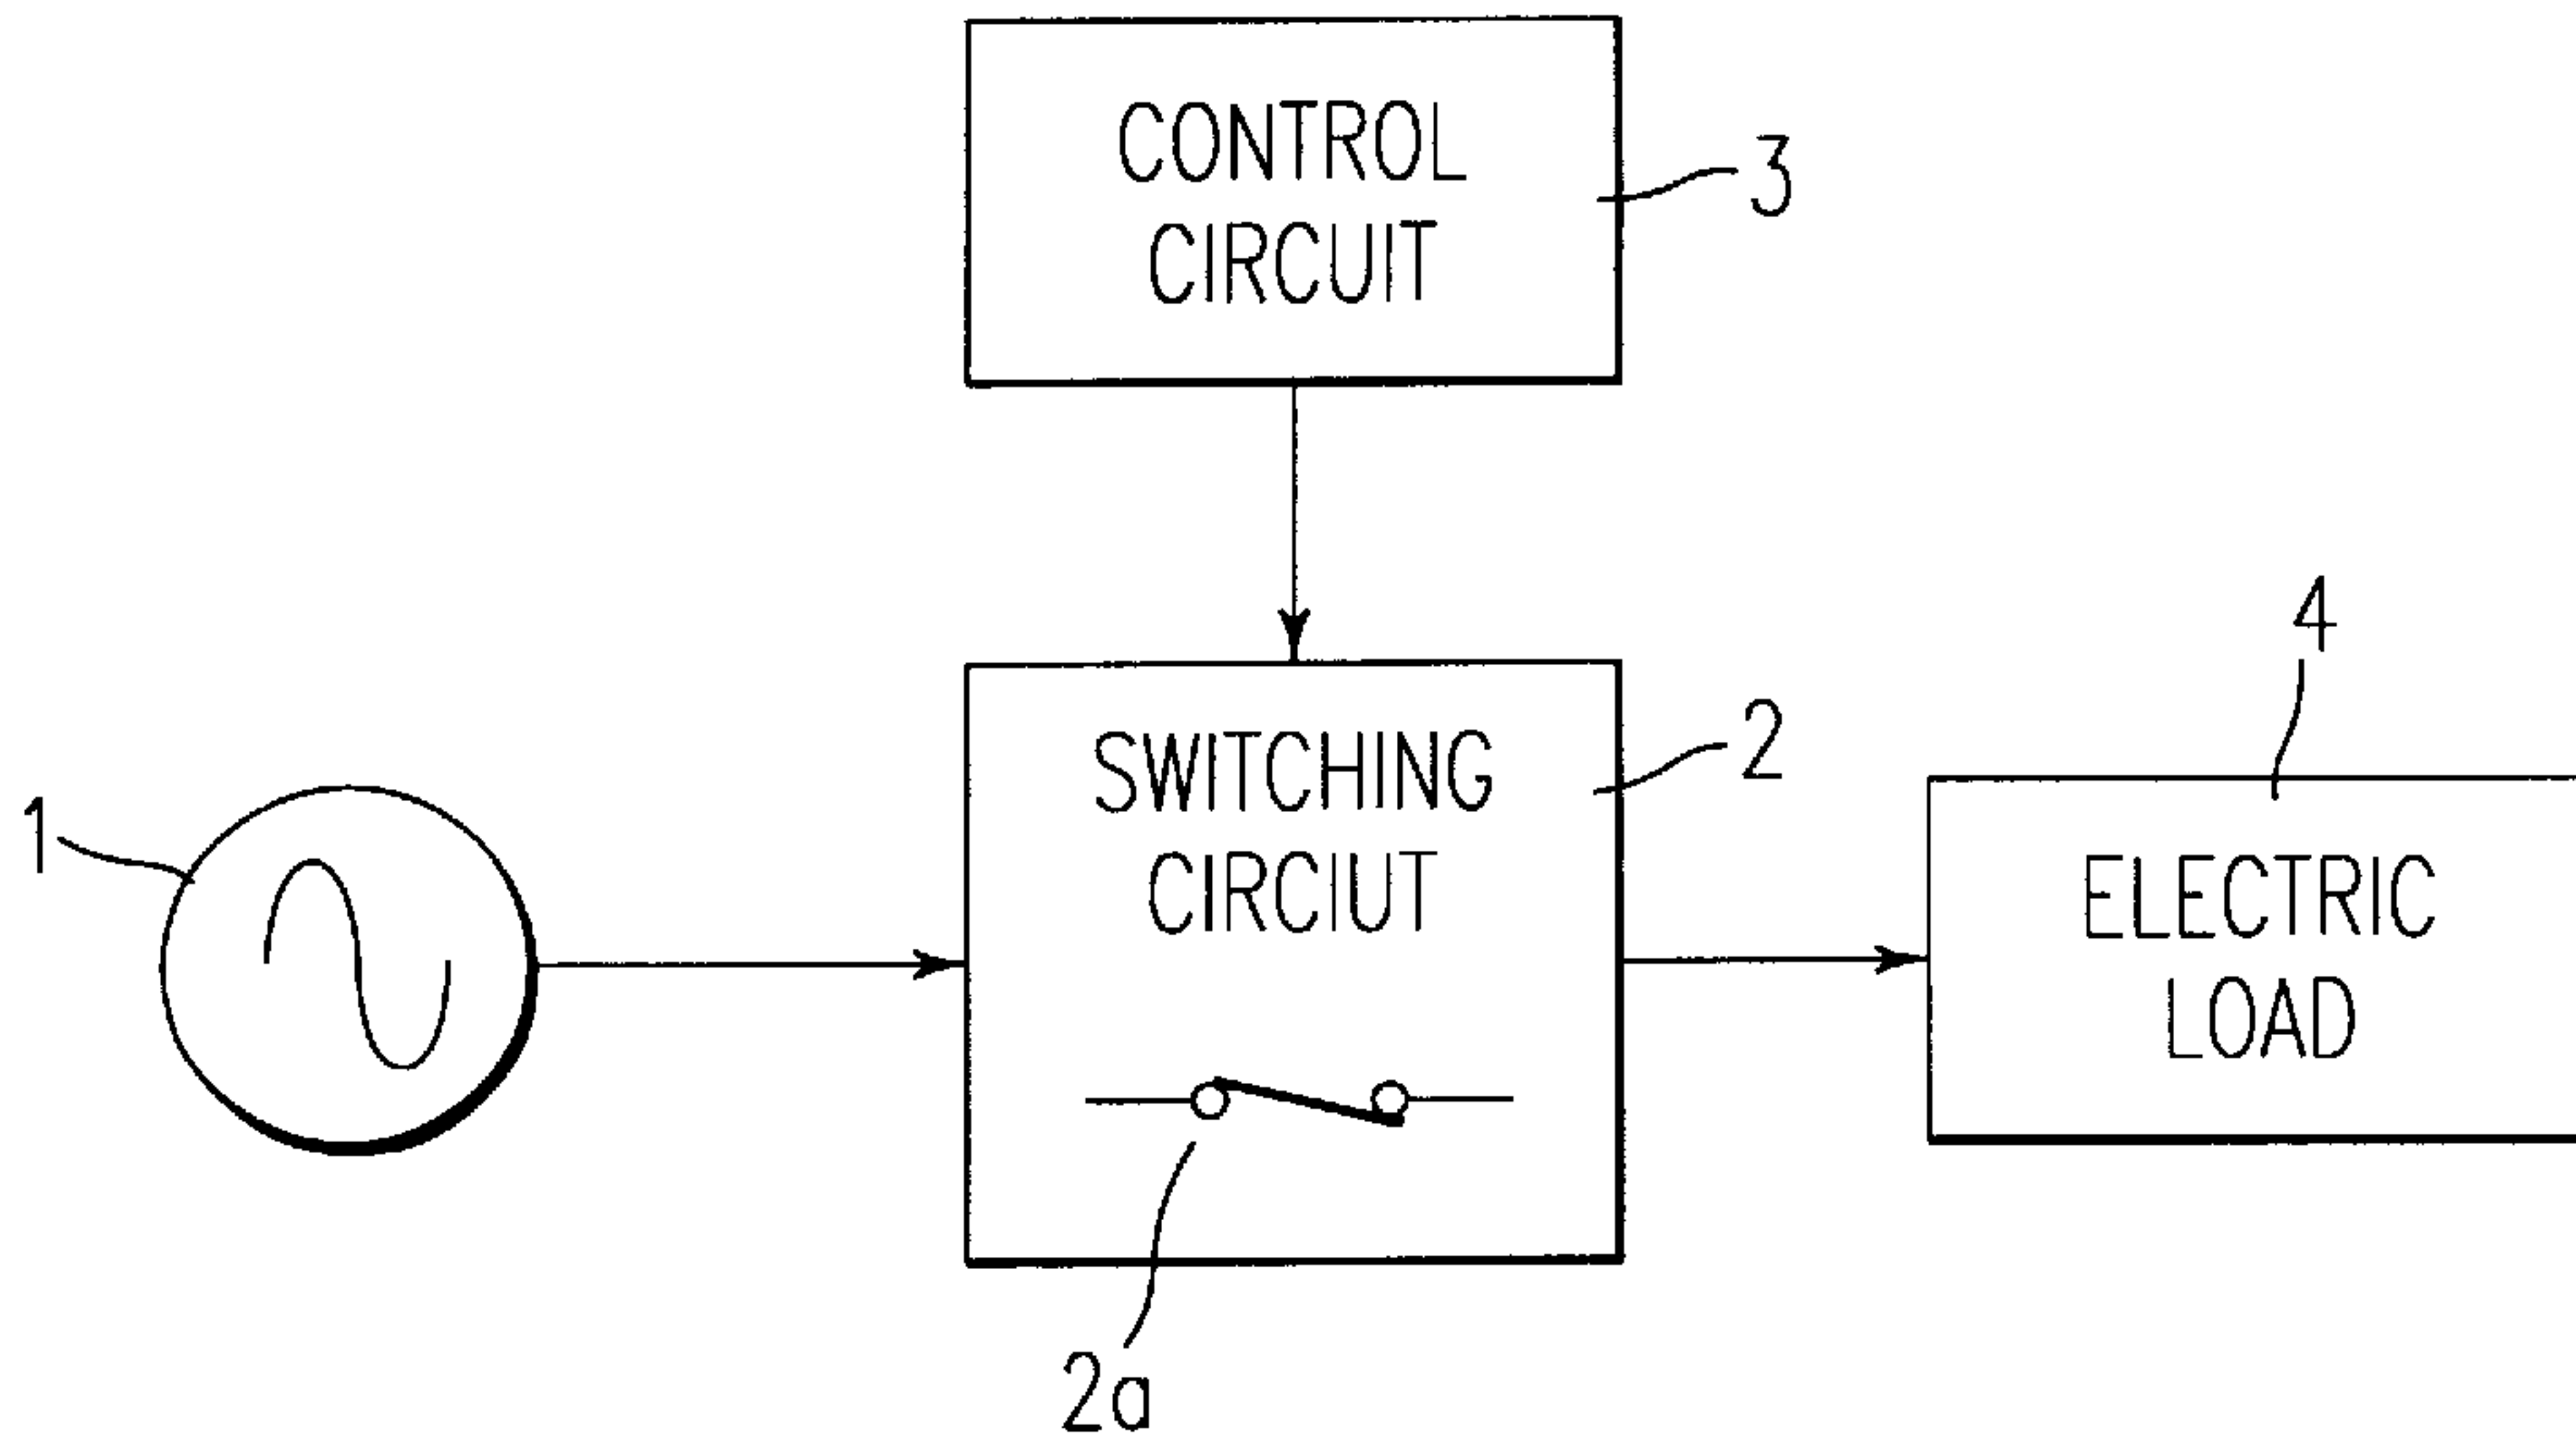 CONTROL
CIRCUIT
3
SWITCHING
CIRCIUT
2
1
4
ELECTRIC
LOAD
2a